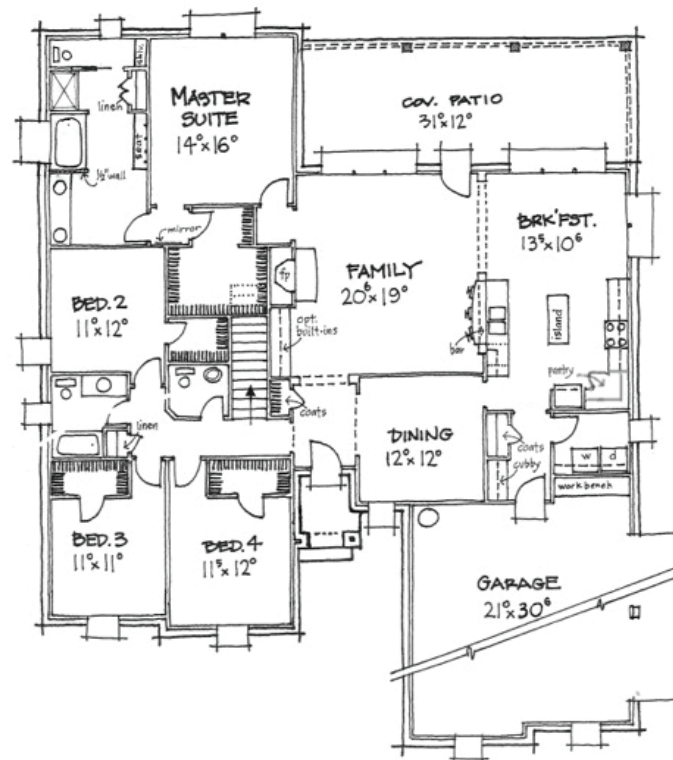 shlv.
linen
MASTER
SUITE
14⁰x16⁰
seat
½ wall
mirror
COV. PATIO
31⁰x12⁰
BRK'FST.
13⁵x10⁶
FAMILY
20⁶x19⁰
fp
BED. 2
11⁰x12⁰
opt.
built-ins
bar
island
pantry
linen
coats
DINING
12⁰x12⁰
coats
cubby
w
d
workbench
BED. 3
11⁰x11⁰
BED. 4
11⁵x12⁰
GARAGE
21⁰x30⁶